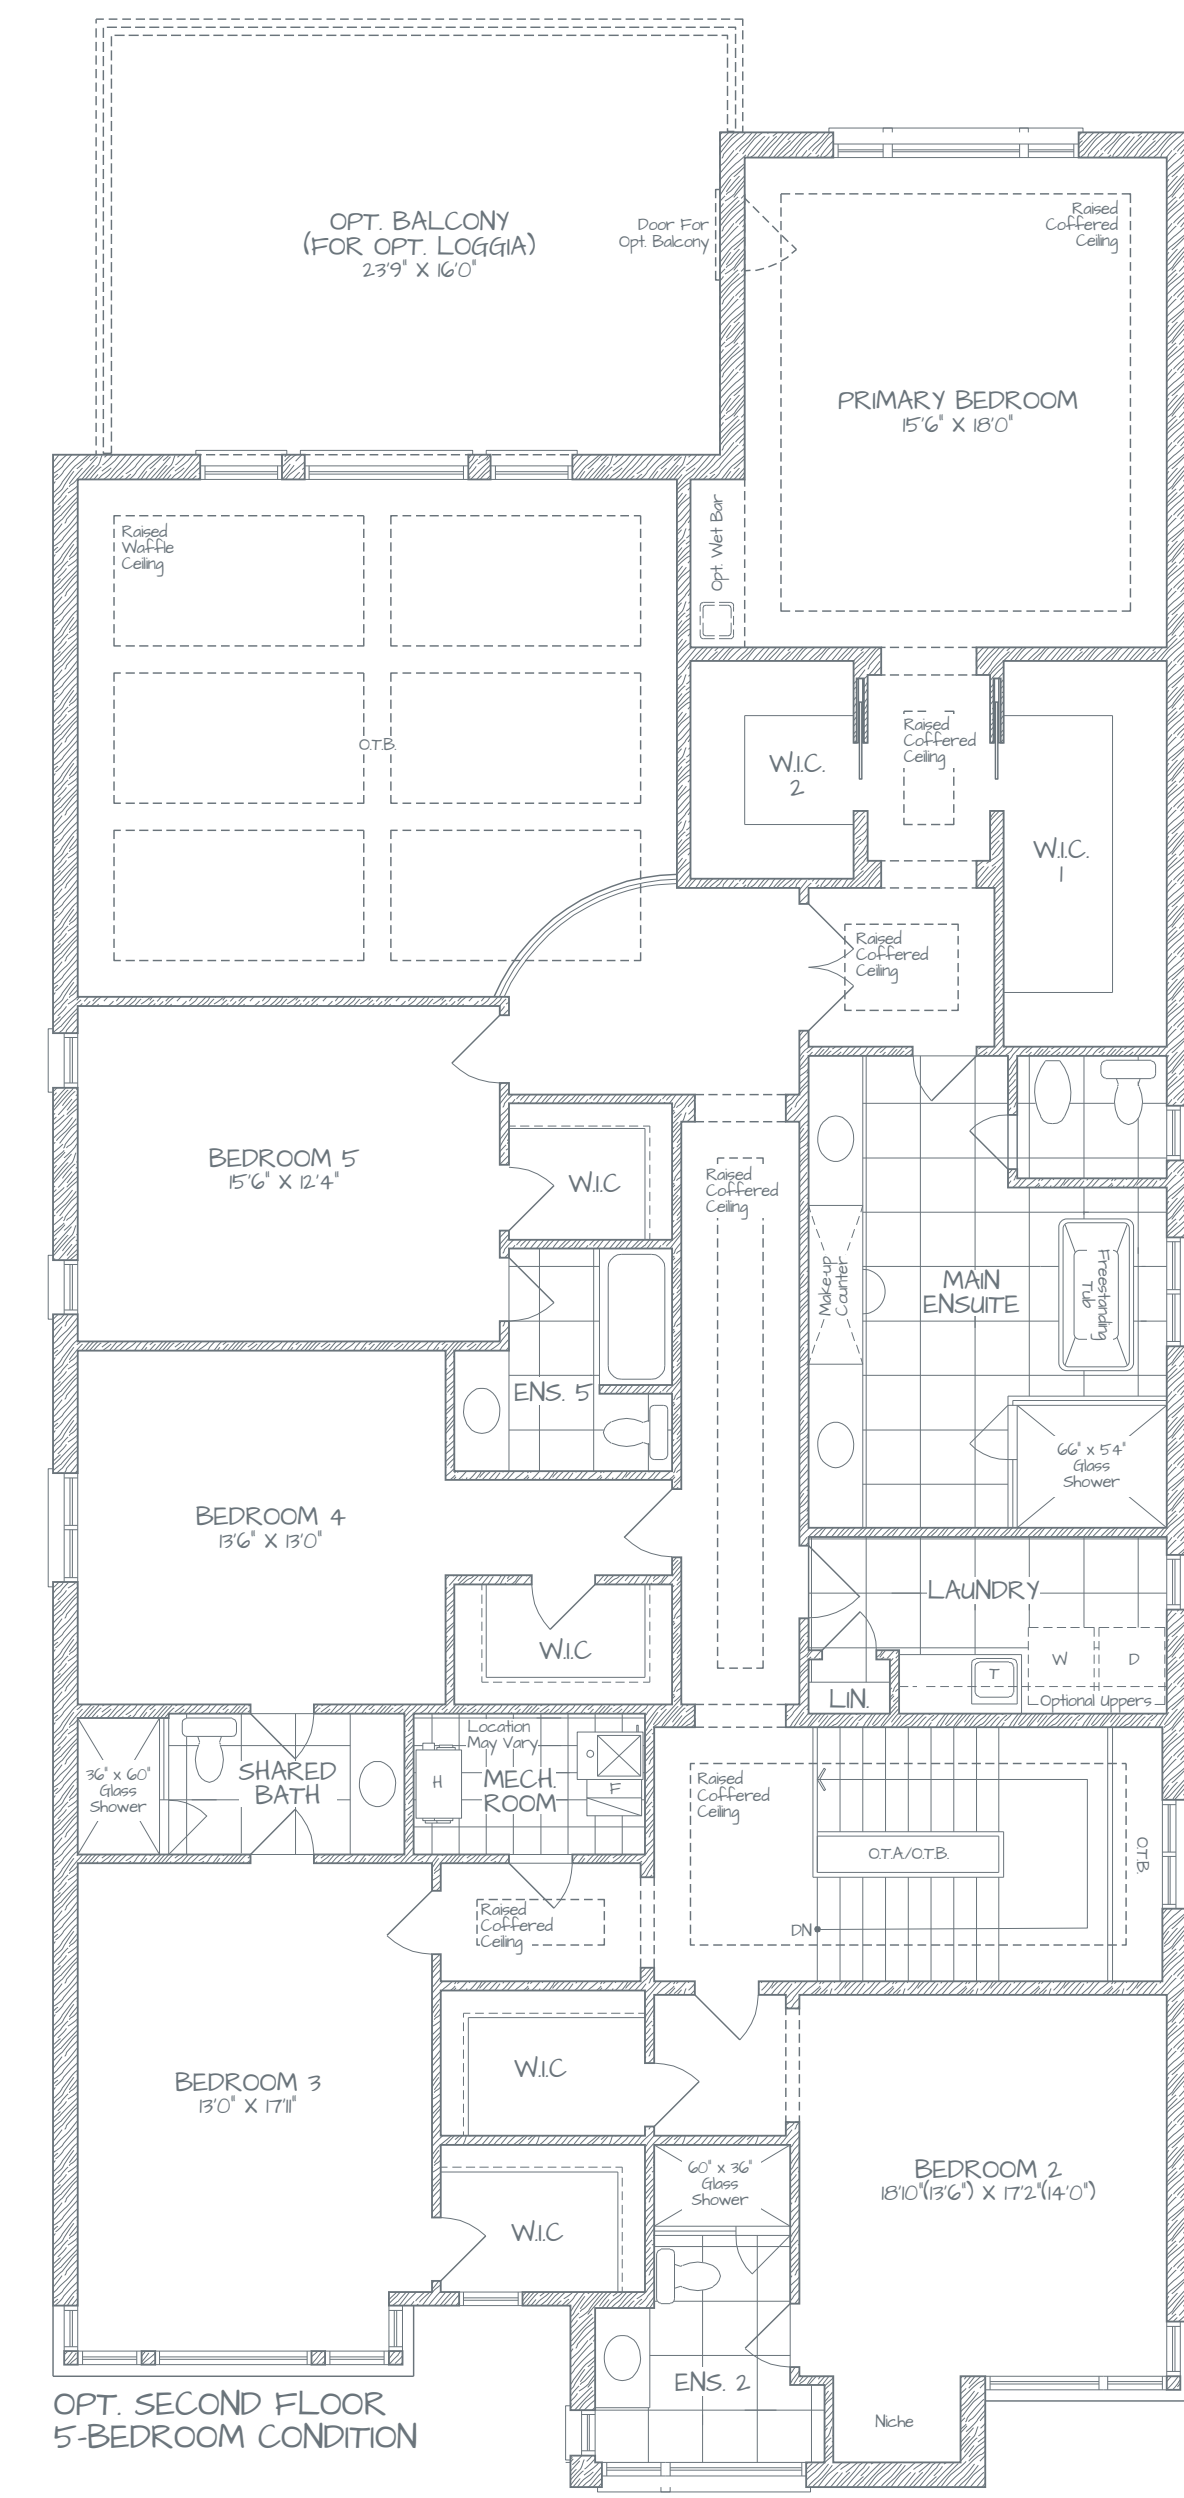 OPT. BALCONY
(FOR OPT. LOGGIA)
23'9" X 16'0"
Door For
Opt. Balcony
Raised
Coffered
Ceiling
PRIMARY BEDROOM
15'6" X 18'0"
Opt. Wet Bar
Raised
Waffle
Ceiling
O.T.B.
W.I.C.
2
Raised
Coffered
Ceiling
W.I.C.
1
Raised
Coffered
Ceiling
BEDROOM 5
15'6" X 12'4"
W.I.C
Raised
Coffered
Ceiling
Make-up
Counter
MAIN
ENSUITE
Freestanding
Tub
ENS. 5
66" x 54"
Glass
Shower
BEDROOM 4
13'6" X 13'0"
W.I.C
LAUNDRY
W
D
T
Optional Uppers
LIN.
36" x 60"
Glass
Shower
SHARED
BATH
Location
May Vary
H
MECH.
ROOM
F
Raised
Coffered
Ceiling
O.T.A/O.T.B.
O.T.B.
DN
Raised
Coffered
Ceiling
BEDROOM 3
13'0" X 17'11"
W.I.C
W.I.C
60" x 36"
Glass
Shower
BEDROOM 2
18'10"(13'6") X 17'2"(14'0")
ENS. 2
Niche
OPT. SECOND FLOOR
5-BEDROOM CONDITION